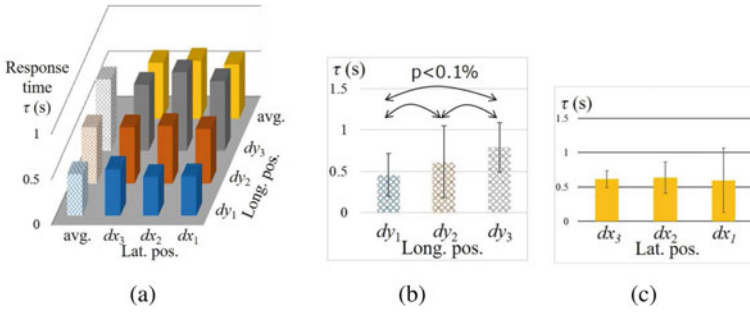 Response
time
τ (s)
1
0.5
0
avg.
dy3
dy2
dy1
Long. pos.
avg. dx3 dx2 dx1
Lat. pos.
(a)
τ (s)
p<0.1%
1.5
1
0.5
0
dy1 dy2 dy3
Long. pos.
(b)
τ (s)
1.5
1
0.5
0
dx3 dx2 dx1
Lat. pos.
(c)